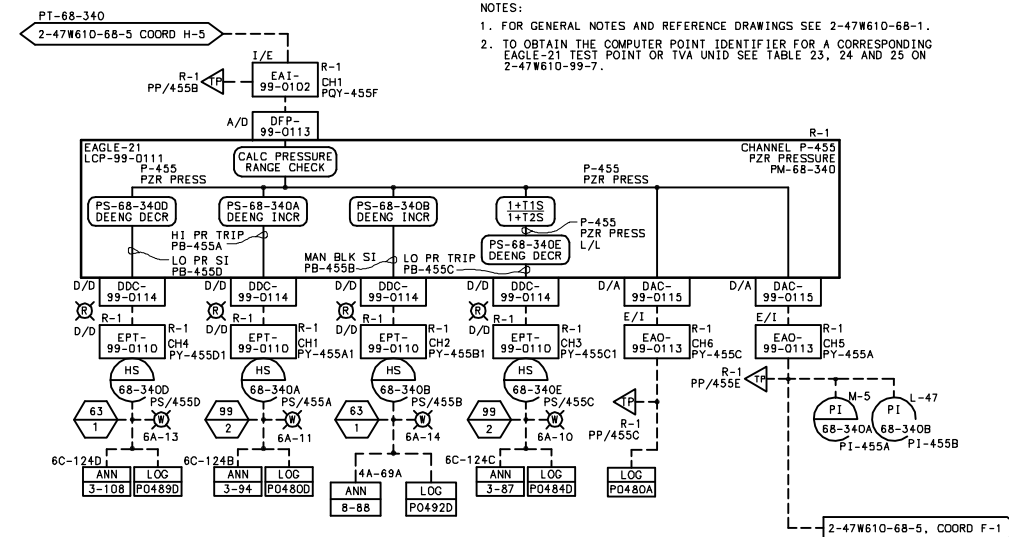 PT-68-340
2-47W610-68-5 COORD H-5
NOTES:
1. FOR GENERAL NOTES AND REFERENCE DRAWINGS SEE 2-47W610-68-1.
2. TO OBTAIN THE COMPUTER POINT IDENTIFIER FOR A CORRESPONDING
EAGLE-21 TEST POINT OR TVA UNID SEE TABLE 23, 24 AND 25 ON
2-47W610-99-7.
I/E
R-1
PP/455B
TP
EAI-
99-0102
R-1
CH1
PQY-455F
A/D
DFP-
99-0113
R-1
EAGLE-21
LCP-99-0111
CHANNEL P-455
PZR PRESSURE
PM-68-340
CALC PRESSURE
RANGE CHECK
P-455
PZR PRESS
P-455
PZR PRESS
PS-68-340D
DEENG DECR
PS-68-340A
DEENG INCR
PS-68-340B
DEENG INCR
1+T1S
1+T2S
P-455
PZR PRESS
L/L
PS-68-340E
DEENG DECR
HI PR TRIP
PB-455A
LO PR SI
PB-455D
MAN BLK SI
PB-455B
LO PR TRIP
PB-455C
D/D
DDC-
99-0114
D/D
DDC-
99-0114
D/D
DDC-
99-0114
D/D
DDC-
99-0114
D/A
DAC-
99-0115
D/A
DAC-
99-0115
R
R
R
R
D/D
R-1
D/D
R-1
D/D
R-1
D/D
R-1
E/I
E/I
EPT-
99-0110
R-1
CH4
PY-455D1
EPT-
99-0110
R-1
CH1
PY-455A1
EPT-
99-0110
R-1
CH2
PY-455B1
EPT-
99-0110
R-1
CH3
PY-455C1
EAO-
99-0113
R-1
CH6
PY-455C
EAO-
99-0113
R-1
CH5
PY-455A
HS
68-340D
PS/455D
HS
68-340A
PS/455A
HS
68-340B
PS/455B
HS
68-340E
PS/455C
R-1
PP/455E
TP
TP
R-1
PP/455C
M-5
PI
68-340A
PI-455A
L-47
PI
68-340B
PI-455B
63
1
W
6A-13
99
2
W
6A-11
63
1
W
6A-14
99
2
W
6A-10
6C-124D
ANN
3-108
LOG
P0489D
6C-124B
ANN
3-94
LOG
P0480D
4A-69A
ANN
8-88
LOG
P0492D
6C-124C
ANN
3-87
LOG
P0484D
LOG
P0480A
2-47W610-68-5, COORD F-1